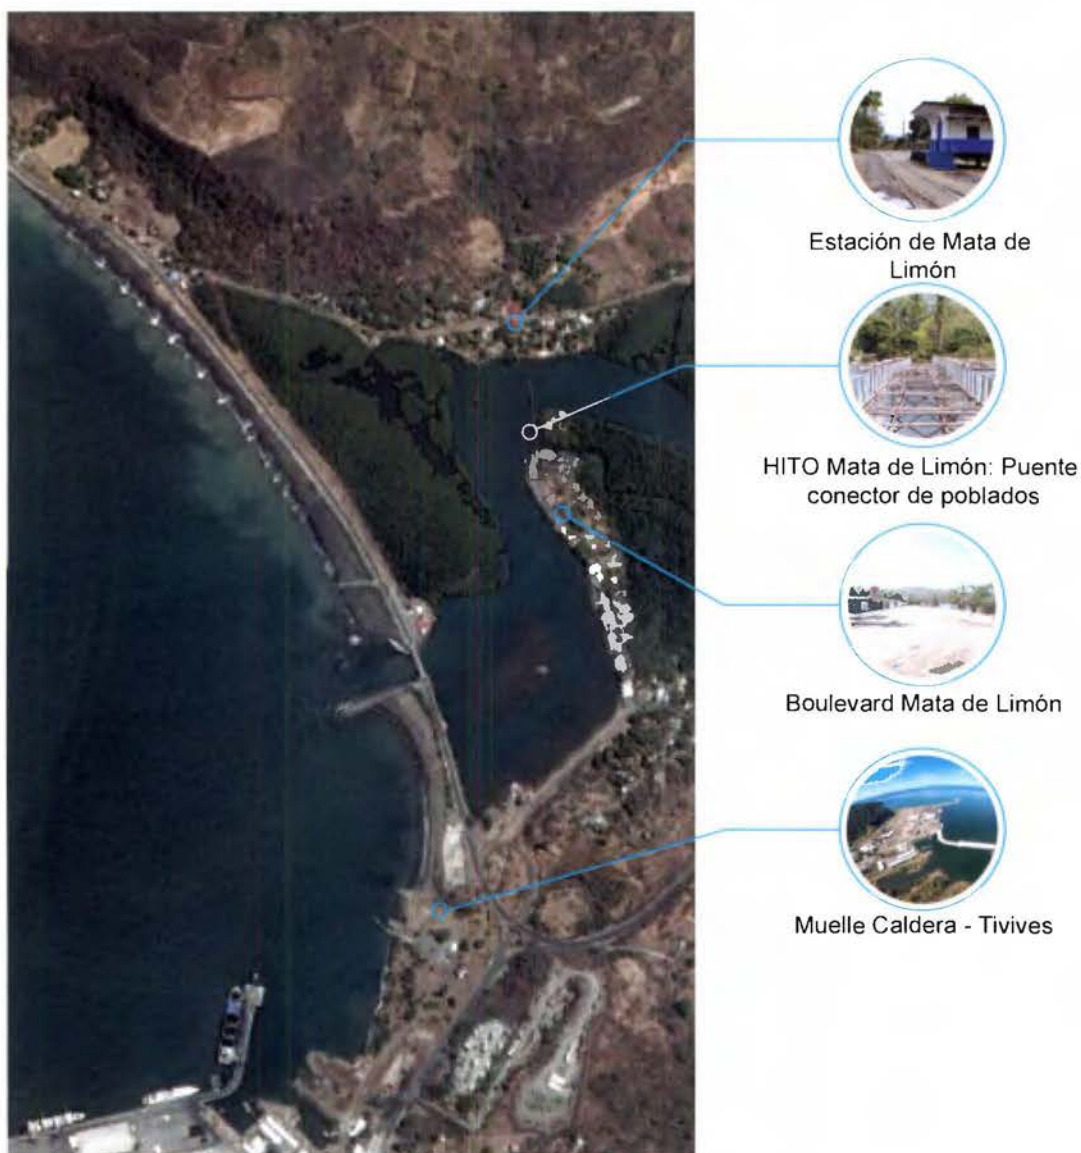 Estación de Mata de
Limón
HITO Mata de Limón: Puente
conector de poblados
Boulevard Mata de Limón
Muelle Caldera - Tivives